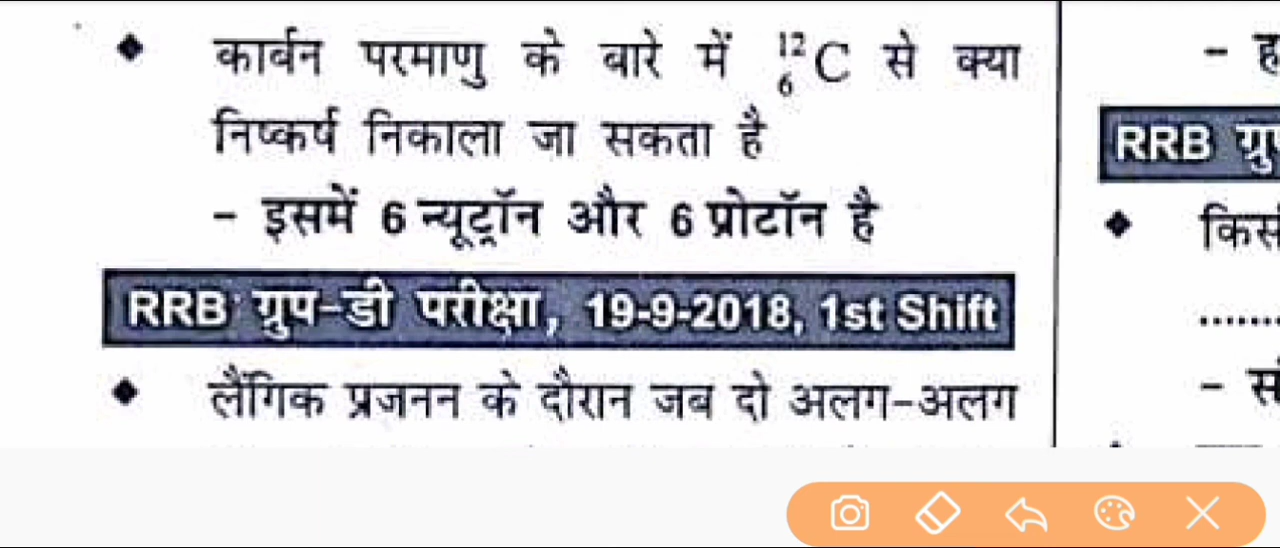 ◆ कार्बन परमाणु के बारे में ¹²₆C से क्या
निष्कर्ष निकाला जा सकता है
- इसमें 6 न्यूट्रॉन और 6 प्रोटॉन है
RRB ग्रुप-डी परीक्षा, 19-9-2018, 1st Shift
◆ लैंगिक प्रजनन के दौरान जब दो अलग-अलग
RRB